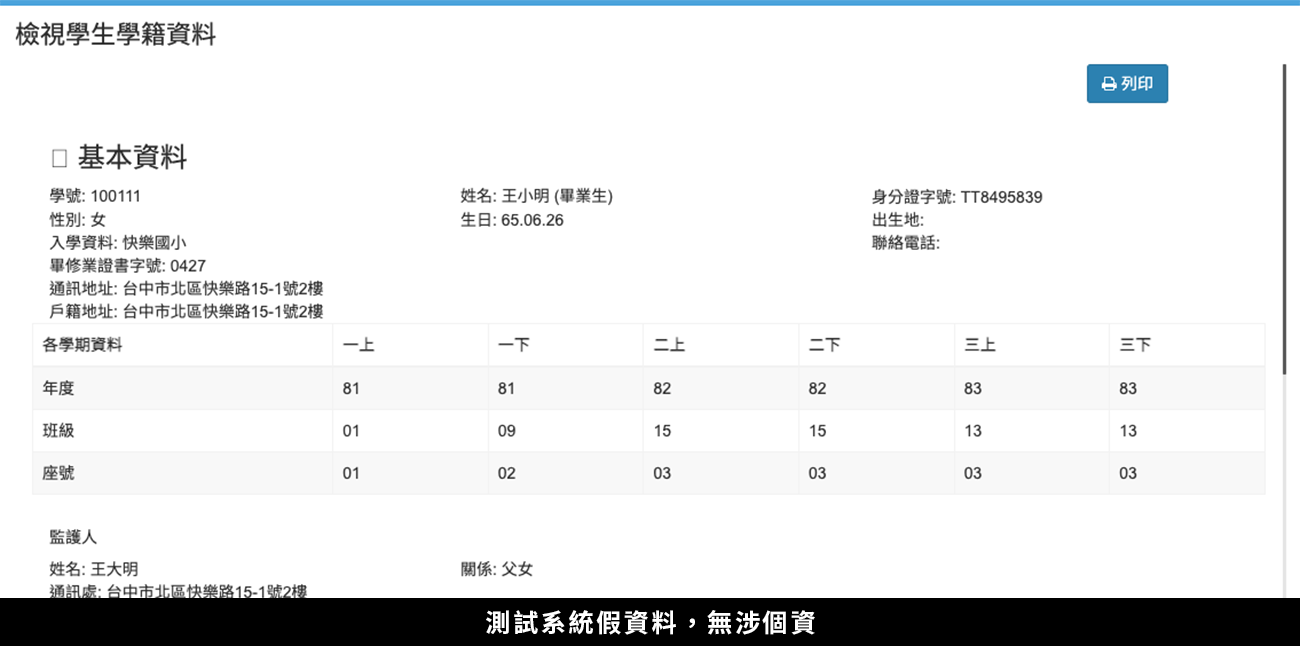 檢視學生學籍資料
列印
基本資料
學號: 100111 姓名: 王小明 (畢業生) 身分證字號: TT8495839
性別: 女 生日: 65.06.26 出生地:
入學資料: 快樂國小 聯絡電話:
畢修業證書字號: 0427
通訊地址: 台中市北區快樂路15-1號2樓
戶籍地址: 台中市北區快樂路15-1號2樓
各學期資料 一上 一下 二上 二下 三上 三下
年度 81 81 82 82 83 83
班級 01 09 15 15 13 13
座號 01 02 03 03 03 03
監護人
姓名: 王大明 關係: 父女
通訊處: 台中市北區快樂路15-1號2樓
測試系統假資料，無涉個資